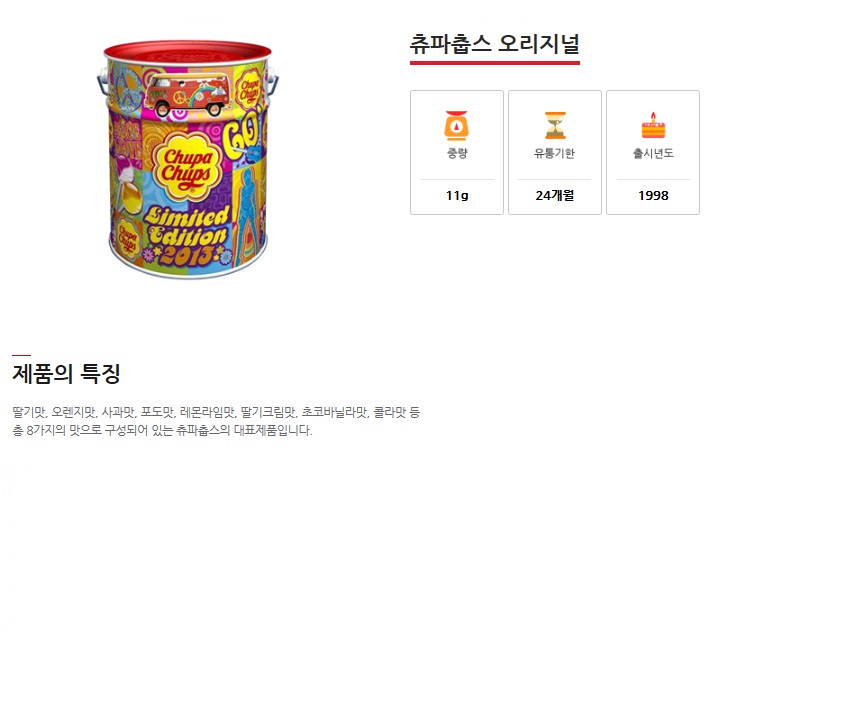 츄파춥스 오리지널
Chupa
Chups
Chupa
Chups
Limited
Edition
2013
Chupa
Chups
중량
유통기한
출시년도
11g
24개월
1998
제품의 특징
딸기맛, 오렌지맛, 사과맛, 포도맛, 레몬라임맛, 딸기크림맛, 초코바닐라맛, 콜라맛 등
총 8가지의 맛으로 구성되어 있는 츄파춥스의 대표제품입니다.